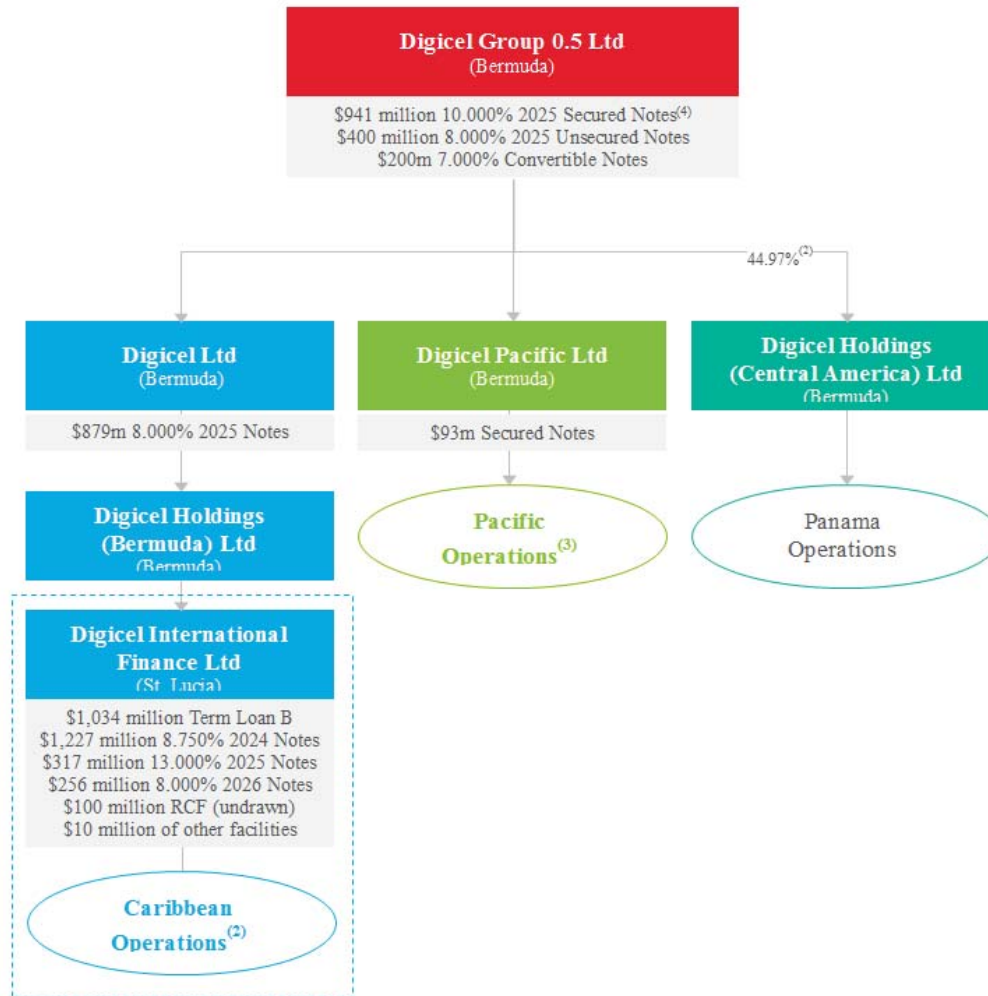 Digicel Group 0.5 Ltd
(Bermuda)
$941 million 10.000% 2025 Secured Notes(4)
$400 million 8.000% 2025 Unsecured Notes
$200m 7.000% Convertible Notes
44.97%(2)
Digicel Ltd
(Bermuda)
$879m 8.000% 2025 Notes
Digicel Pacific Ltd
(Bermuda)
$93m Secured Notes
Digicel Holdings
(Central America) Ltd
(Bermuda)
Digicel Holdings
(Bermuda) Ltd
(Bermuda)
Pacific
Operations(3)
Panama
Operations
Digicel International
Finance Ltd
(St. Lucia)
$1,034 million Term Loan B
$1,227 million 8.750% 2024 Notes
$317 million 13.000% 2025 Notes
$256 million 8.000% 2026 Notes
$100 million RCF (undrawn)
$10 million of other facilities
Caribbean
Operations(2)